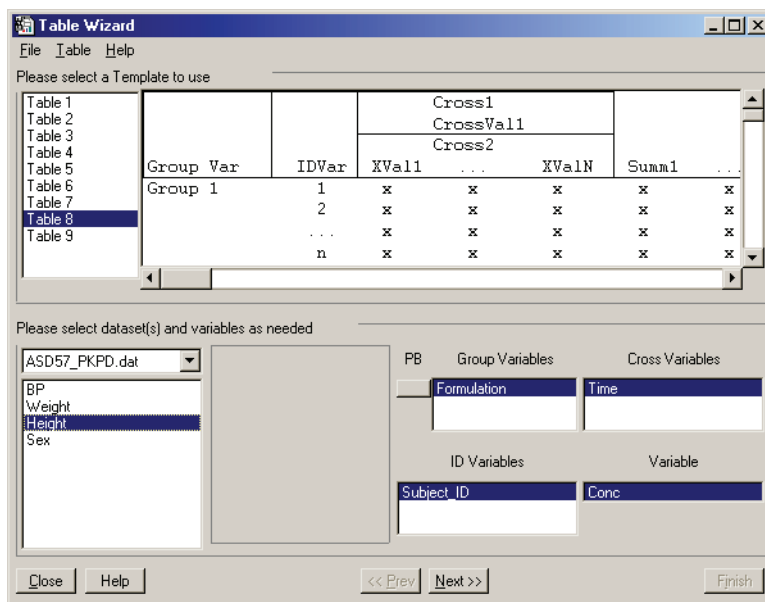 Table Wizard
File Table Help
Please select a Template to use
Table 1
Table 2
Table 3
Table 4
Table 5
Table 6
Table 7
Table 8
Table 9
Cross1
CrossVal1
Cross2
Group Var IDVar XVal1 ... XValN Summ1 ...
Group 1 1 x x x x x
2 x x x x x
... x x x x x
n x x x x x
Please select dataset(s) and variables as needed
ASD57_PKPD.dat
BP
Weight
Height
Sex
PB Group Variables Cross Variables
Formulation Time
ID Variables Variable
Subject_ID Conc
Close Help << Prev Next >> Finish